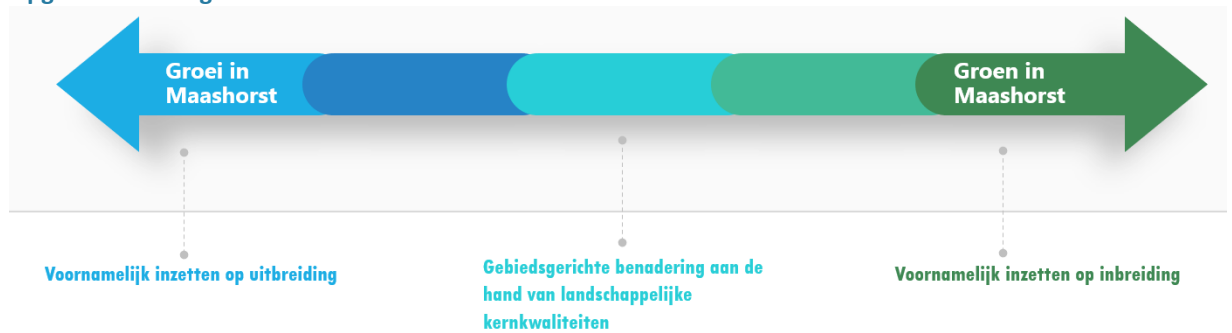 Groei in
Maashorst
Groen in
Maashorst
Voornamelijk inzetten op uitbreiding
Gebiedsgerichte benadering aan de
hand van landschappelijke
kernkwaliteiten
Voornamelijk inzetten op inbreiding